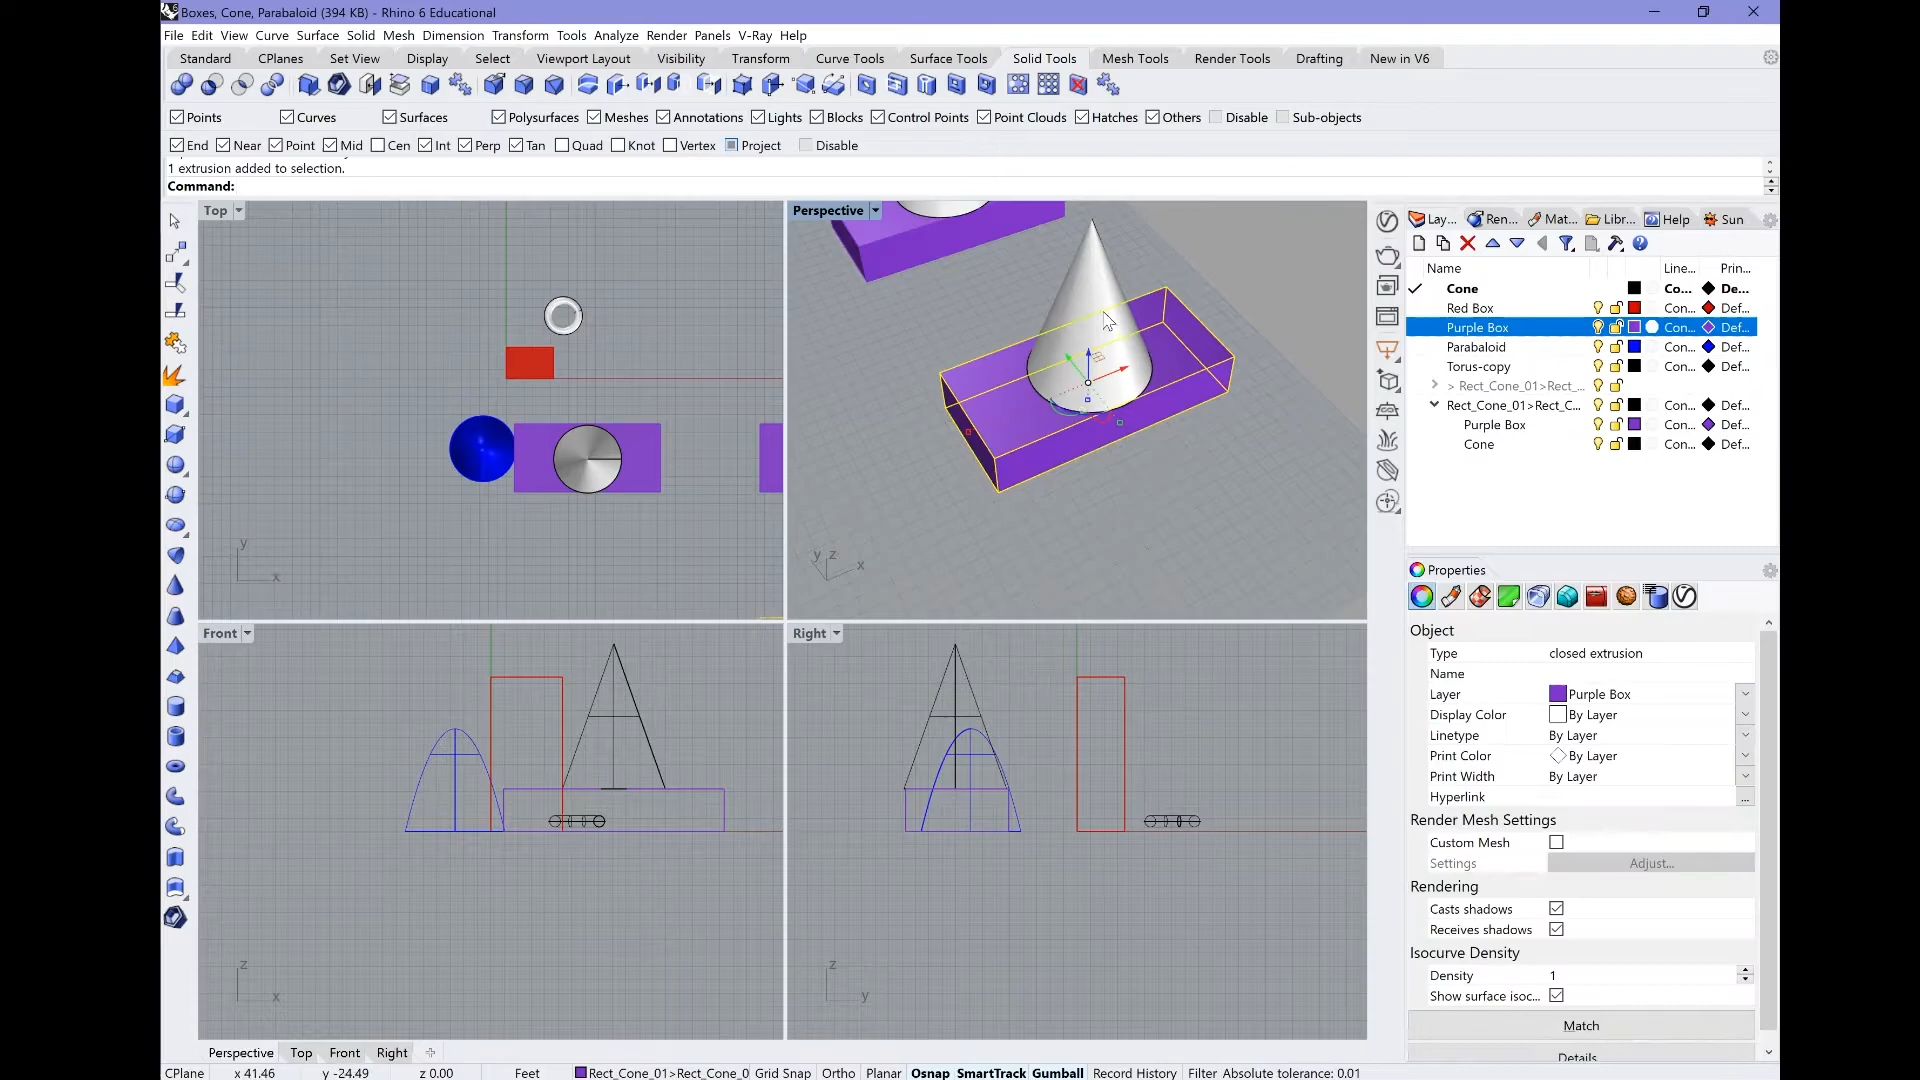 Boxes, Cone, Parabaloid (394 KB) - Rhino 6 Educational
File Edit View Curve Surface Solid Mesh Dimension Transform Tools Analyze Render Panels V-Ray Help
Standard CPlanes Set View Display Select Viewport Layout Visibility Transform Curve Tools Surface Tools Solid Tools Mesh Tools Render Tools Drafting New in V6
Points Curves Surfaces Polysurfaces Meshes Annotations Lights Blocks Control Points Point Clouds Hatches Others Disable Sub-objects
End Near Point Mid Cen Int Perp Tan Quad Knot Vertex Project Disable
1 extrusion added to selection.
Command:
Top
Perspective
y
x
y z x
Front
Right
z
x
z
y
Lay... Ren... Mat... Libr... Help Sun
Name Line... Prin...
Cone Co... De...
Red Box Con... Def...
Purple Box Con... Def...
Parabaloid Con... Def...
Torus-copy Con... Def...
> Rect_Cone_01>Rect_...
Rect_Cone_01>Rect_C... Con... Def...
Purple Box Con... Def...
Cone Con... Def...
Properties
Object
Type closed extrusion
Name
Layer Purple Box
Display Color By Layer
Linetype By Layer
Print Color By Layer
Print Width By Layer
Hyperlink ...
Render Mesh Settings
Custom Mesh
Settings Adjust...
Rendering
Casts shadows
Receives shadows
Isocurve Density
Density 1
Show surface isoc...
Match
Details
Perspective Top Front Right
CPlane x 41.46 y -24.49 z 0.00 Feet Rect_Cone_01>Rect_Cone_0 Grid Snap Ortho Planar Osnap SmartTrack Gumball Record History Filter Absolute tolerance: 0.01